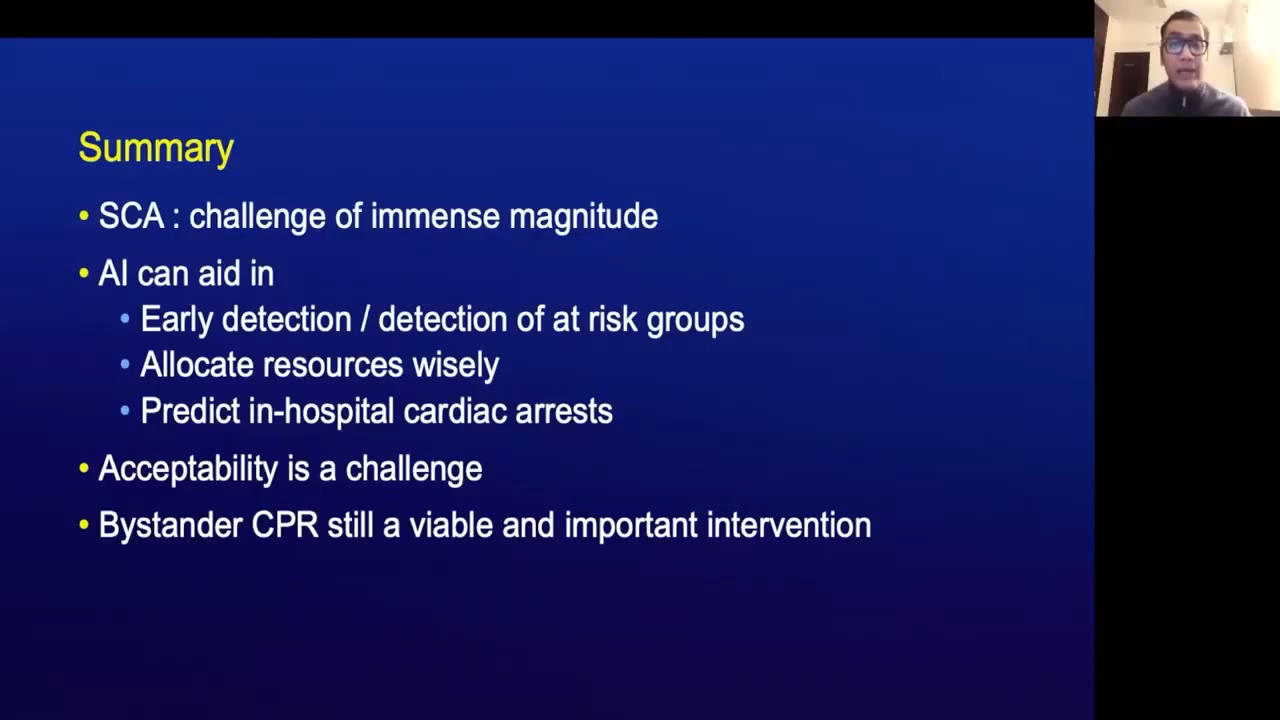 Summary
• SCA : challenge of immense magnitude
• AI can aid in
• Early detection / detection of at risk groups
• Allocate resources wisely
• Predict in-hospital cardiac arrests
• Acceptability is a challenge
• Bystander CPR still a viable and important intervention